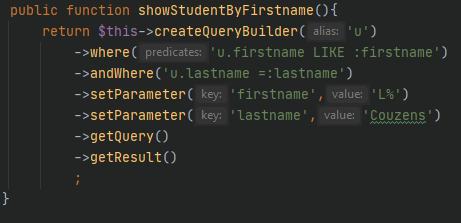 public function showStudentByFirstname(){
return $this->createQueryBuilder( alias: 'u')
->where( predicates: 'u.firstname LIKE :firstname')
->andWhere('u.lastname =:lastname')
->setParameter( key: 'firstname', value: 'L%')
->setParameter( key: 'lastname', value: 'Couzens')
->getQuery()
->getResult()
;
}